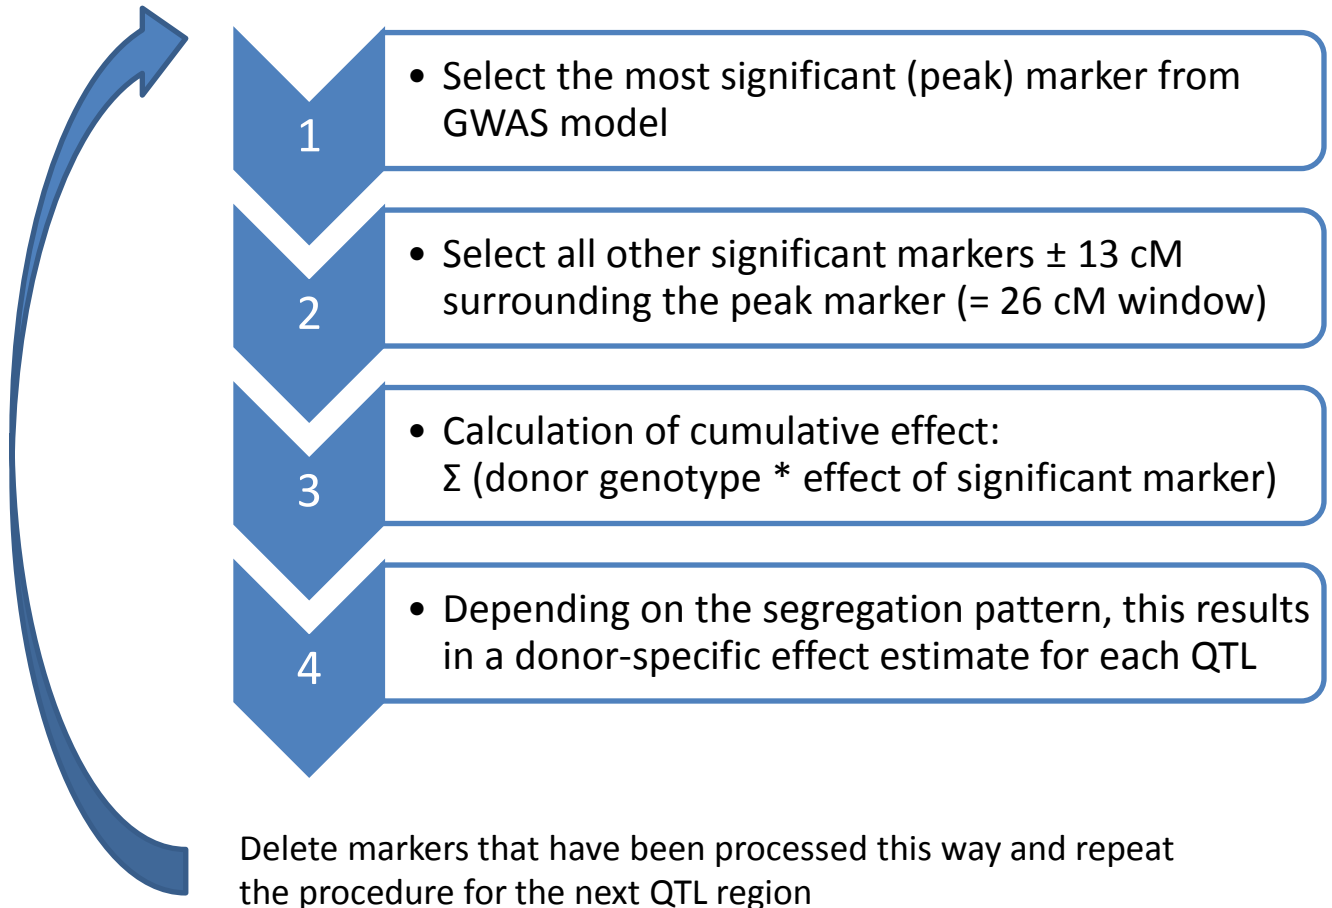 1
• Select the most significant (peak) marker from
GWAS model
2
• Select all other significant markers ± 13 cM
surrounding the peak marker (= 26 cM window)
3
• Calculation of cumulative effect:
Σ (donor genotype * effect of significant marker)
4
• Depending on the segregation pattern, this results
in a donor-specific effect estimate for each QTL
Delete markers that have been processed this way and repeat
the procedure for the next QTL region